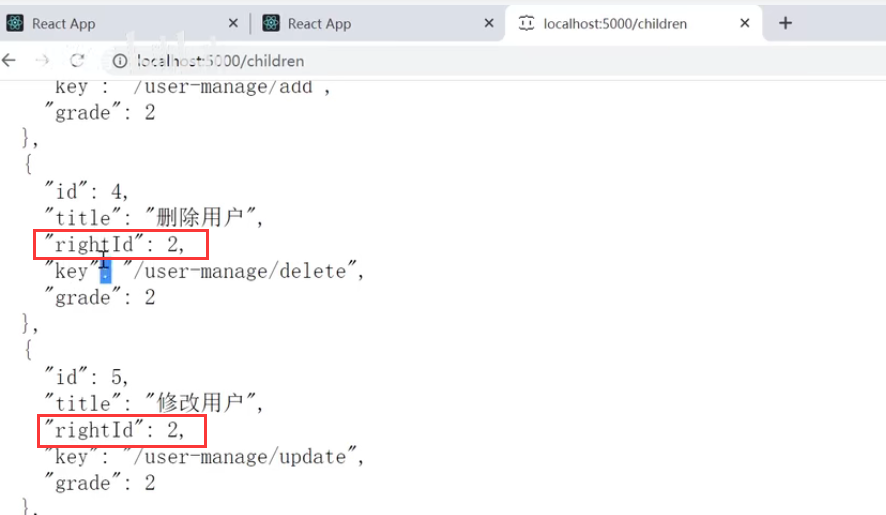 React App
React App
localhost:5000/children
localhost:5000/children
"key": "/user-manage/add",
"grade": 2
},
{
"id": 4,
"title": "删除用户",
"rightId": 2,
"key": "/user-manage/delete",
"grade": 2
},
{
"id": 5,
"title": "修改用户",
"rightId": 2,
"key": "/user-manage/update",
"grade": 2
},